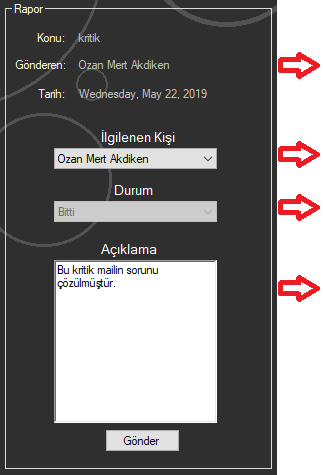 Rapor
Konu: kritik
Gönderen: Ozan Mert Akdiken
Tarih: Wednesday, May 22, 2019
İlgilenen Kişi
Ozan Mert Akdiken
Durum
Bitti
Açıklama
Bu kritik mailin sorunu
çözülmüştür.
Gönder